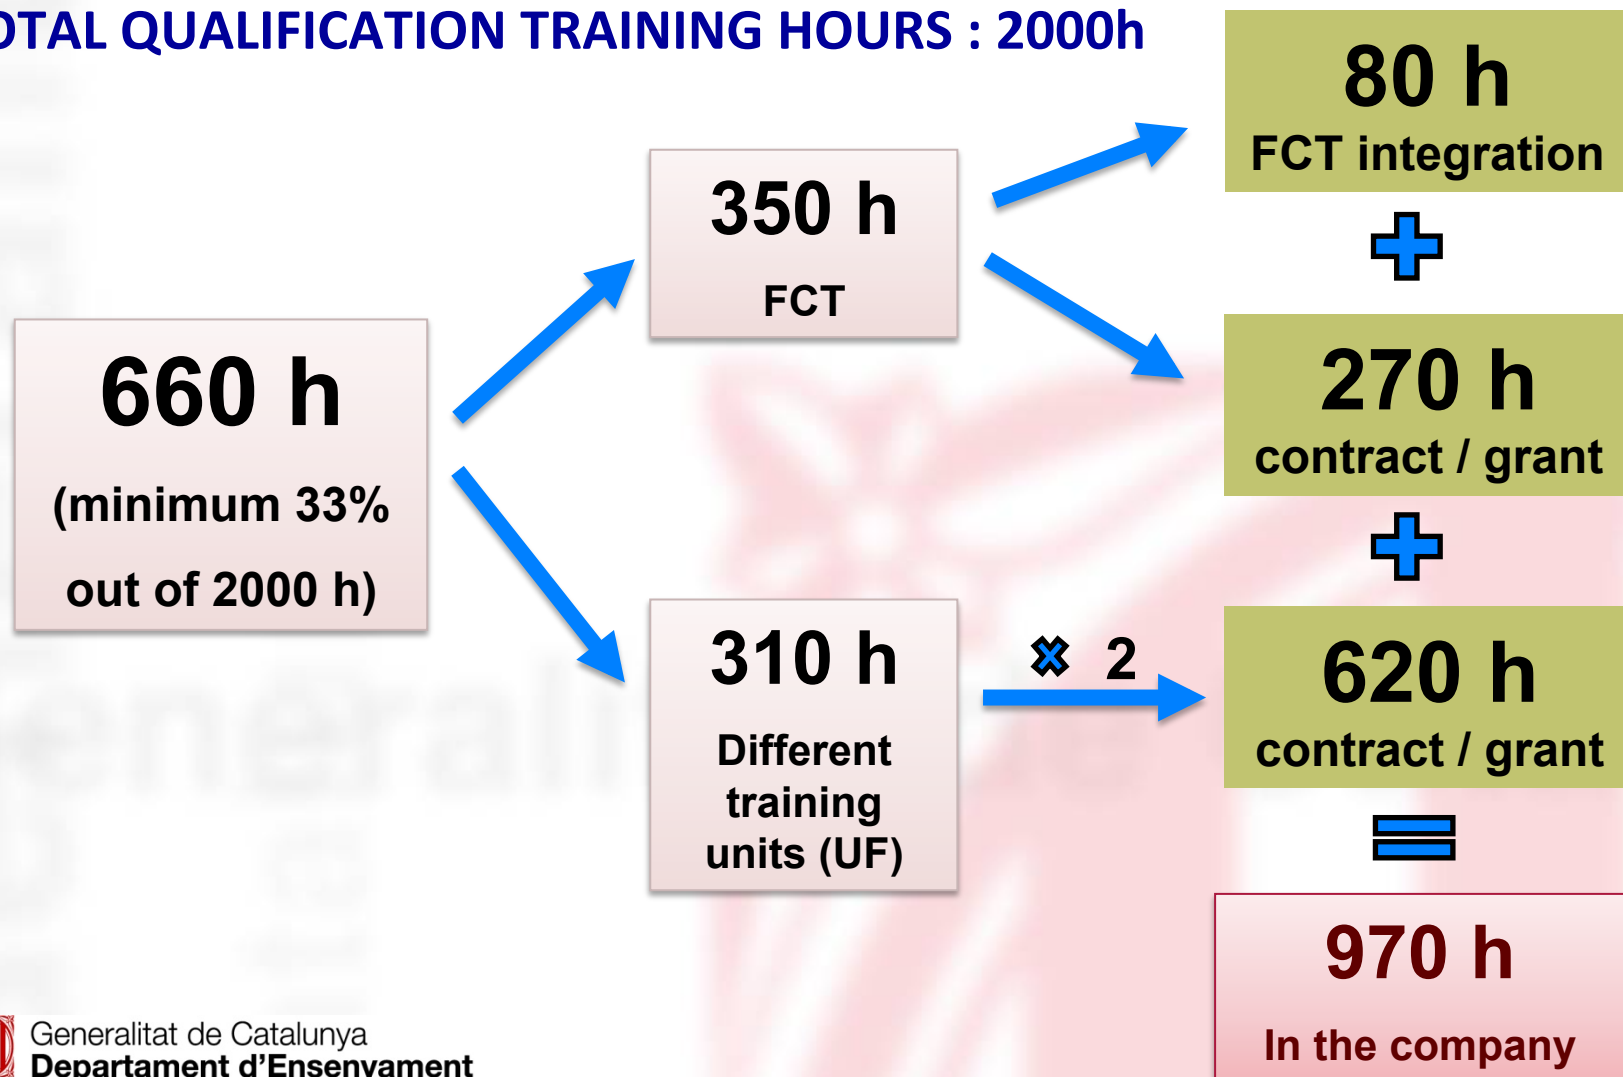 OTAL QUALIFICATION TRAINING HOURS : 2000h
80 h
FCT integration
350 h
FCT
270 h
contract / grant
660 h
(minimum 33%
out of 2000 h)
310 h
Different
training
units (UF)
2
620 h
contract / grant
970 h
In the company
Generalitat de Catalunya
Departament d'Ensenyament